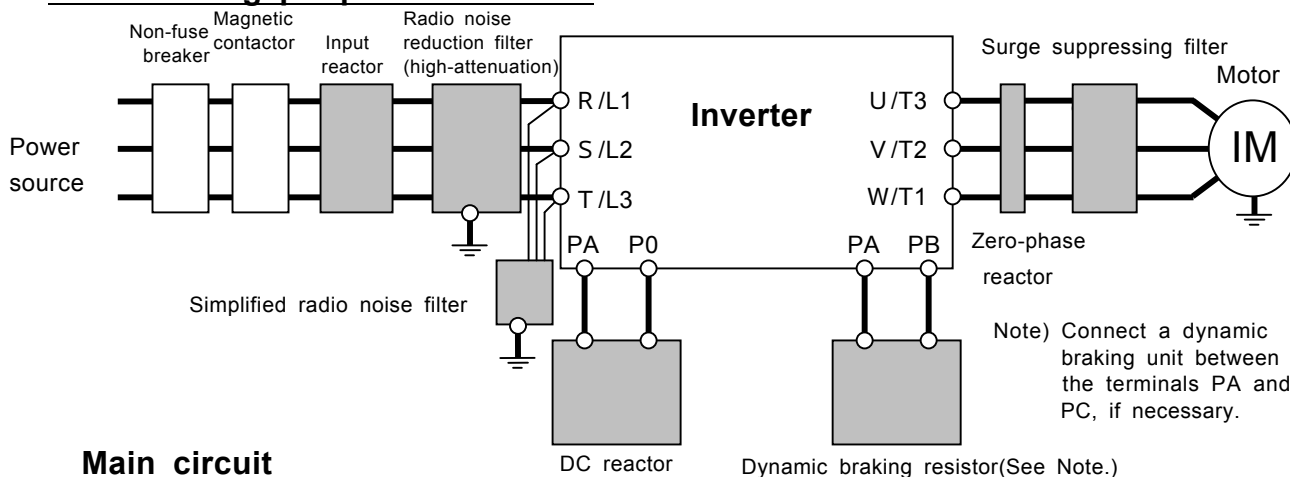 Non-fuse
breaker
Magnetic
contactor
Input
reactor
Radio noise
reduction filter
(high-attenuation)
Surge suppressing filter
Motor
Power
source
R/L1
S/L2
T/L3
Inverter
U/T3
V/T2
W/T1
IM
PA P0 PA PB
Zero-phase
reactor
Simplified radio noise filter
Note) Connect a dynamic
braking unit between
the terminals PA and
PC, if necessary.
Main circuit
DC reactor
Dynamic braking resistor(See Note.)